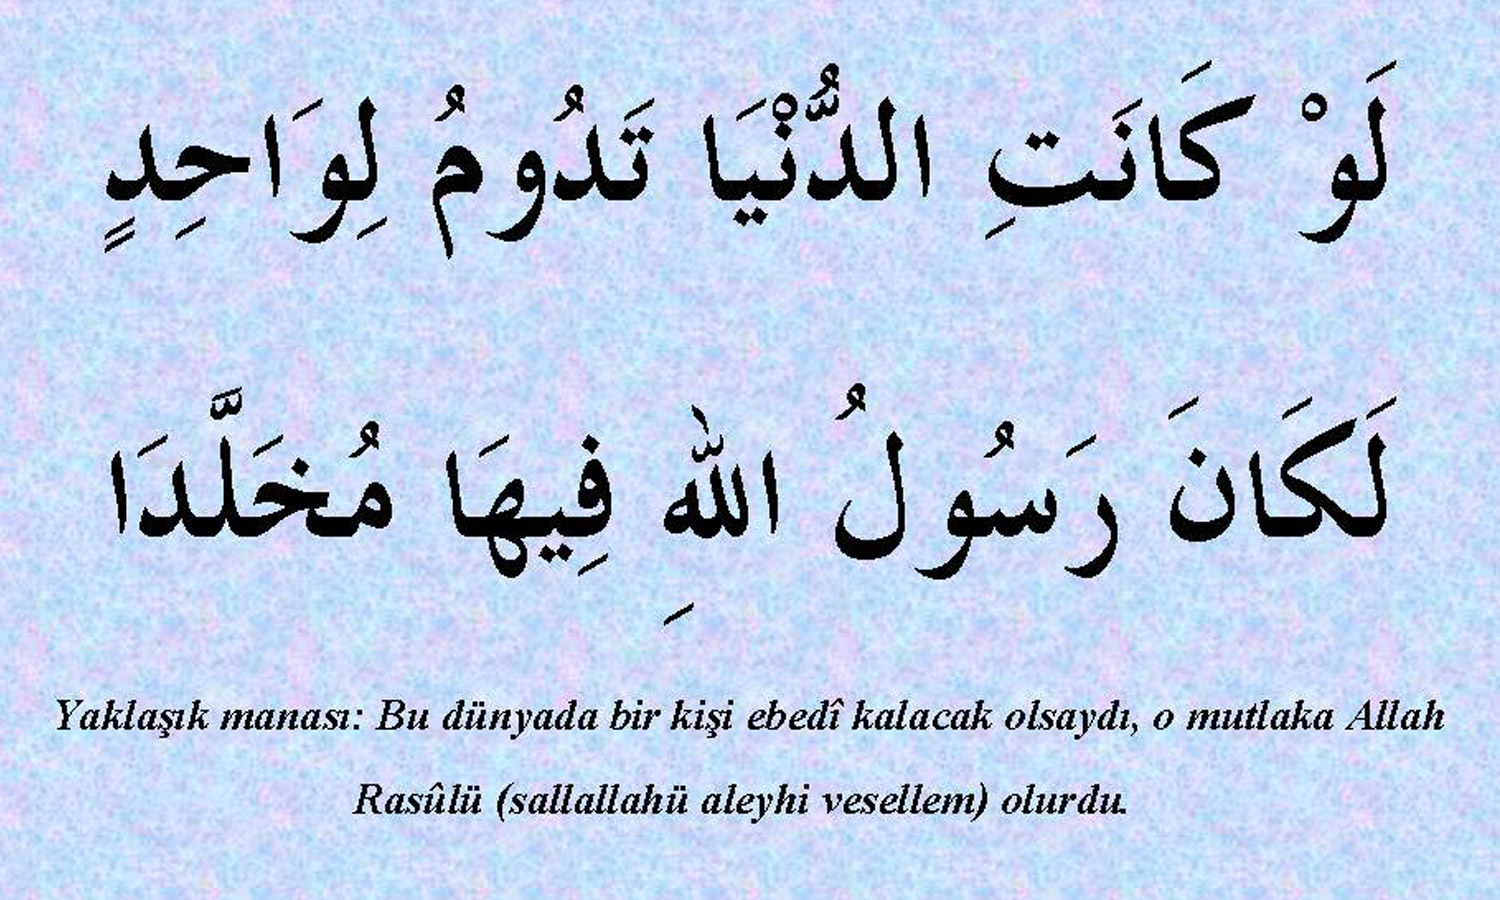 لَوْ كَانَتِ الدُّنْيَا تَدُومُ لِوَاحِدٍ
لَكَانَ رَسُولُ اللهِ فِيهَا مُخَلَّدَا
Yaklaşık manası: Bu dünyada bir kişi ebedî kalacak olsaydı, o mutlaka Allah
Rasûlü (sallallahü aleyhi vesellem) olurdu.